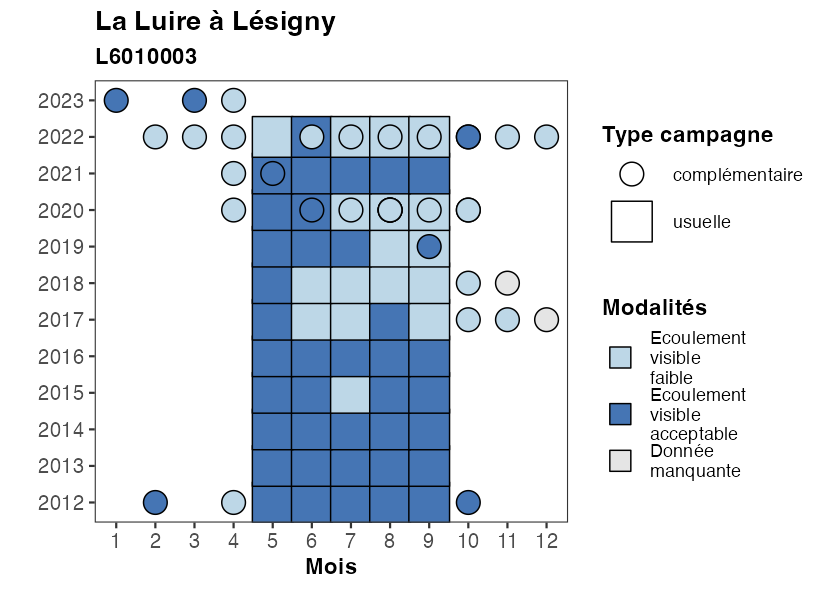 La Luire à Lésigny
L6010003
2023
2022
2021
2020
2019
2018
2017
2016
2015
2014
2013
2012
1 2 3 4 5 6 7 8 9 10 11 12
Mois
Type campagne
complémentaire
usuelle
Modalités
Ecoulement
visible
faible
Ecoulement
visible
acceptable
Donnée
manquante